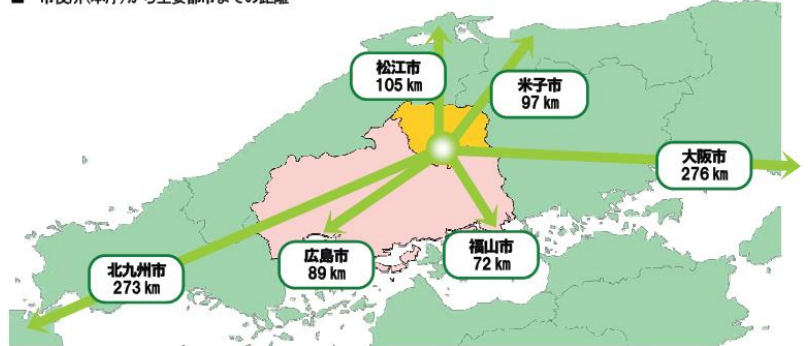 ■ 市役所(本庁)から主要都市までの距離
松江市
105 km
米子市
97 km
大阪市
276 km
広島市
89 km
福山市
72 km
北九州市
273 km